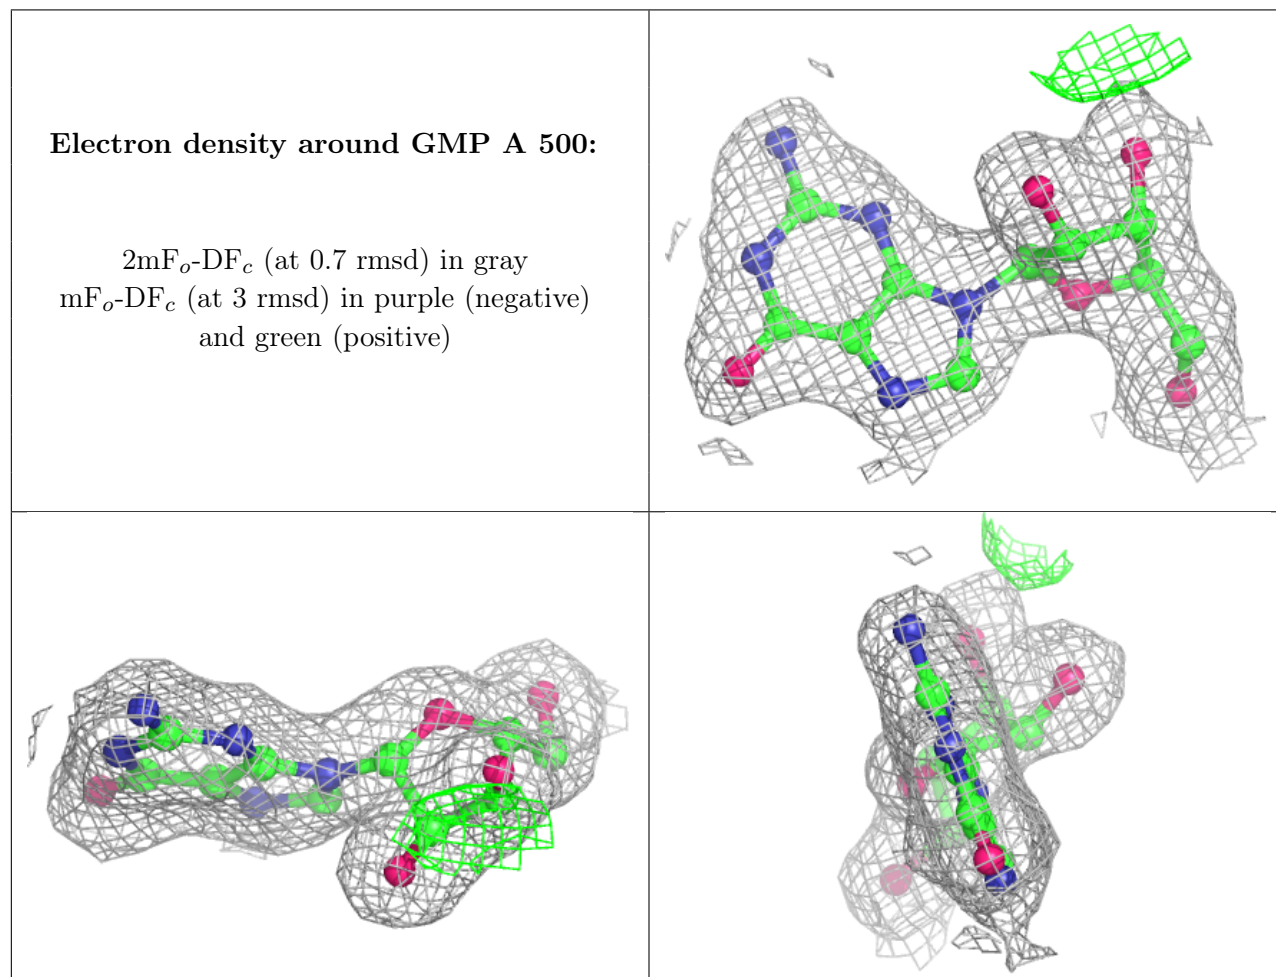 Electron density around GMP A 500:
2mFo-DFc (at 0.7 rmsd) in gray
mFo-DFc (at 3 rmsd) in purple (negative)
and green (positive)